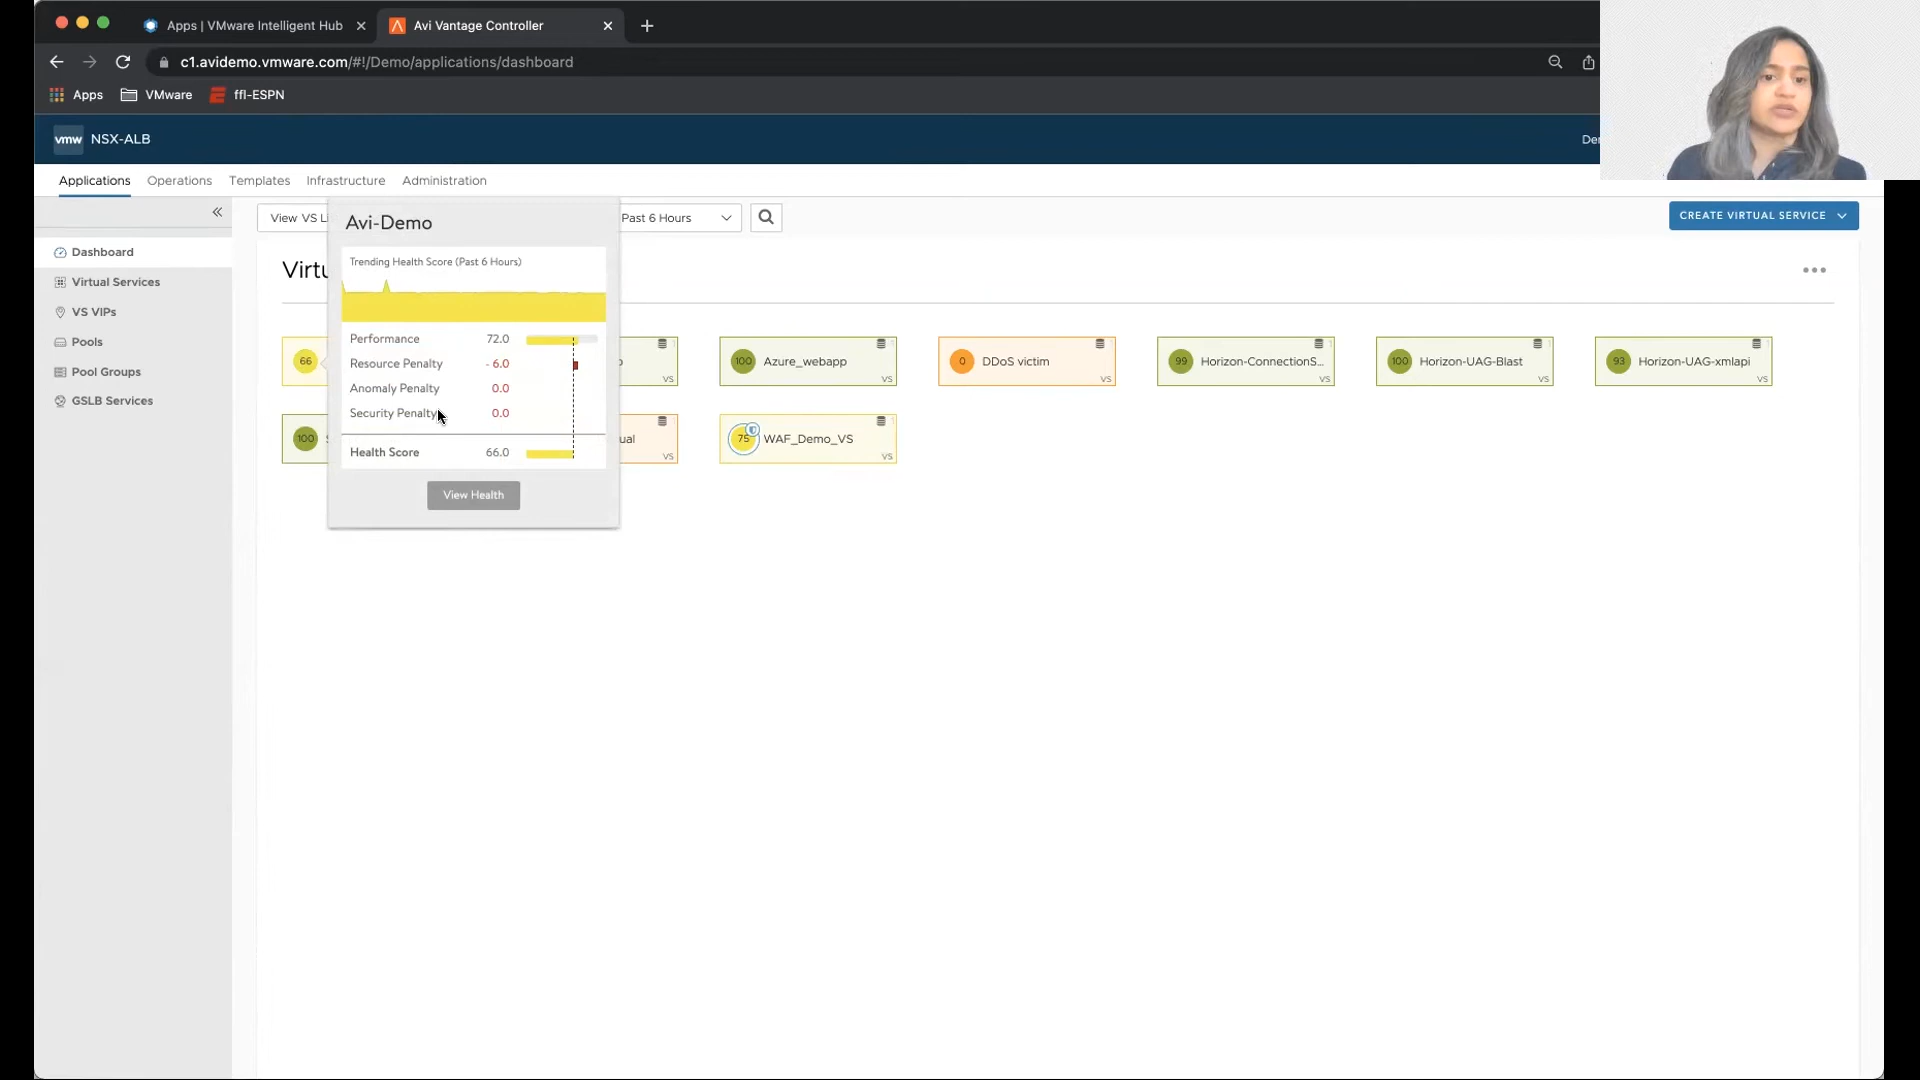 Apps | VMware Intelligent Hub
Avi Vantage Controller
c1.avidemo.vmware.com/#!/Demo/applications/dashboard
Apps
VMware
ffl-ESPN
vmw NSX-ALB
Applications Operations Templates Infrastructure Administration
Dashboard
Virtual Services
VS VIPs
Pools
Pool Groups
GSLB Services
View VS Li
Past 6 Hours
CREATE VIRTUAL SERVICE
Virtu
Avi-Demo
Trending Health Score (Past 6 Hours)
Performance 72.0
Resource Penalty - 6.0
Anomaly Penalty 0.0
Security Penalty 0.0
Health Score 66.0
View Health
66
VS
100 Azure_webapp
VS
0 DDoS victim
VS
99 Horizon-ConnectionS...
VS
100 Horizon-UAG-Blast
VS
93 Horizon-UAG-xmlapi
VS
100
ual
VS
75 WAF_Demo_VS
VS